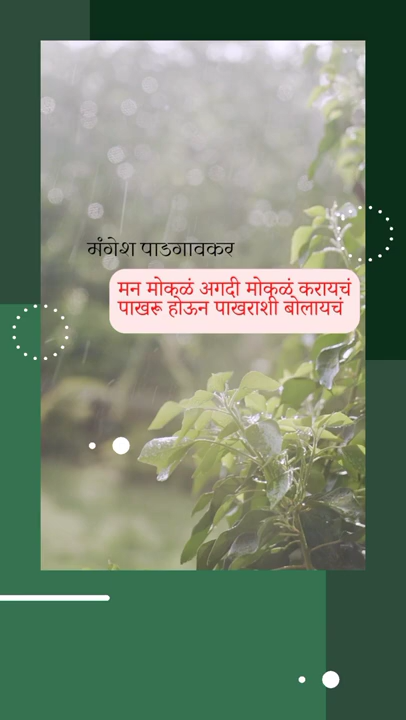 मंगेश पाडगावकर
मन मोकळं अगदी मोकळं करायचं
पाखरू होऊन पाखराशी बोलायचं